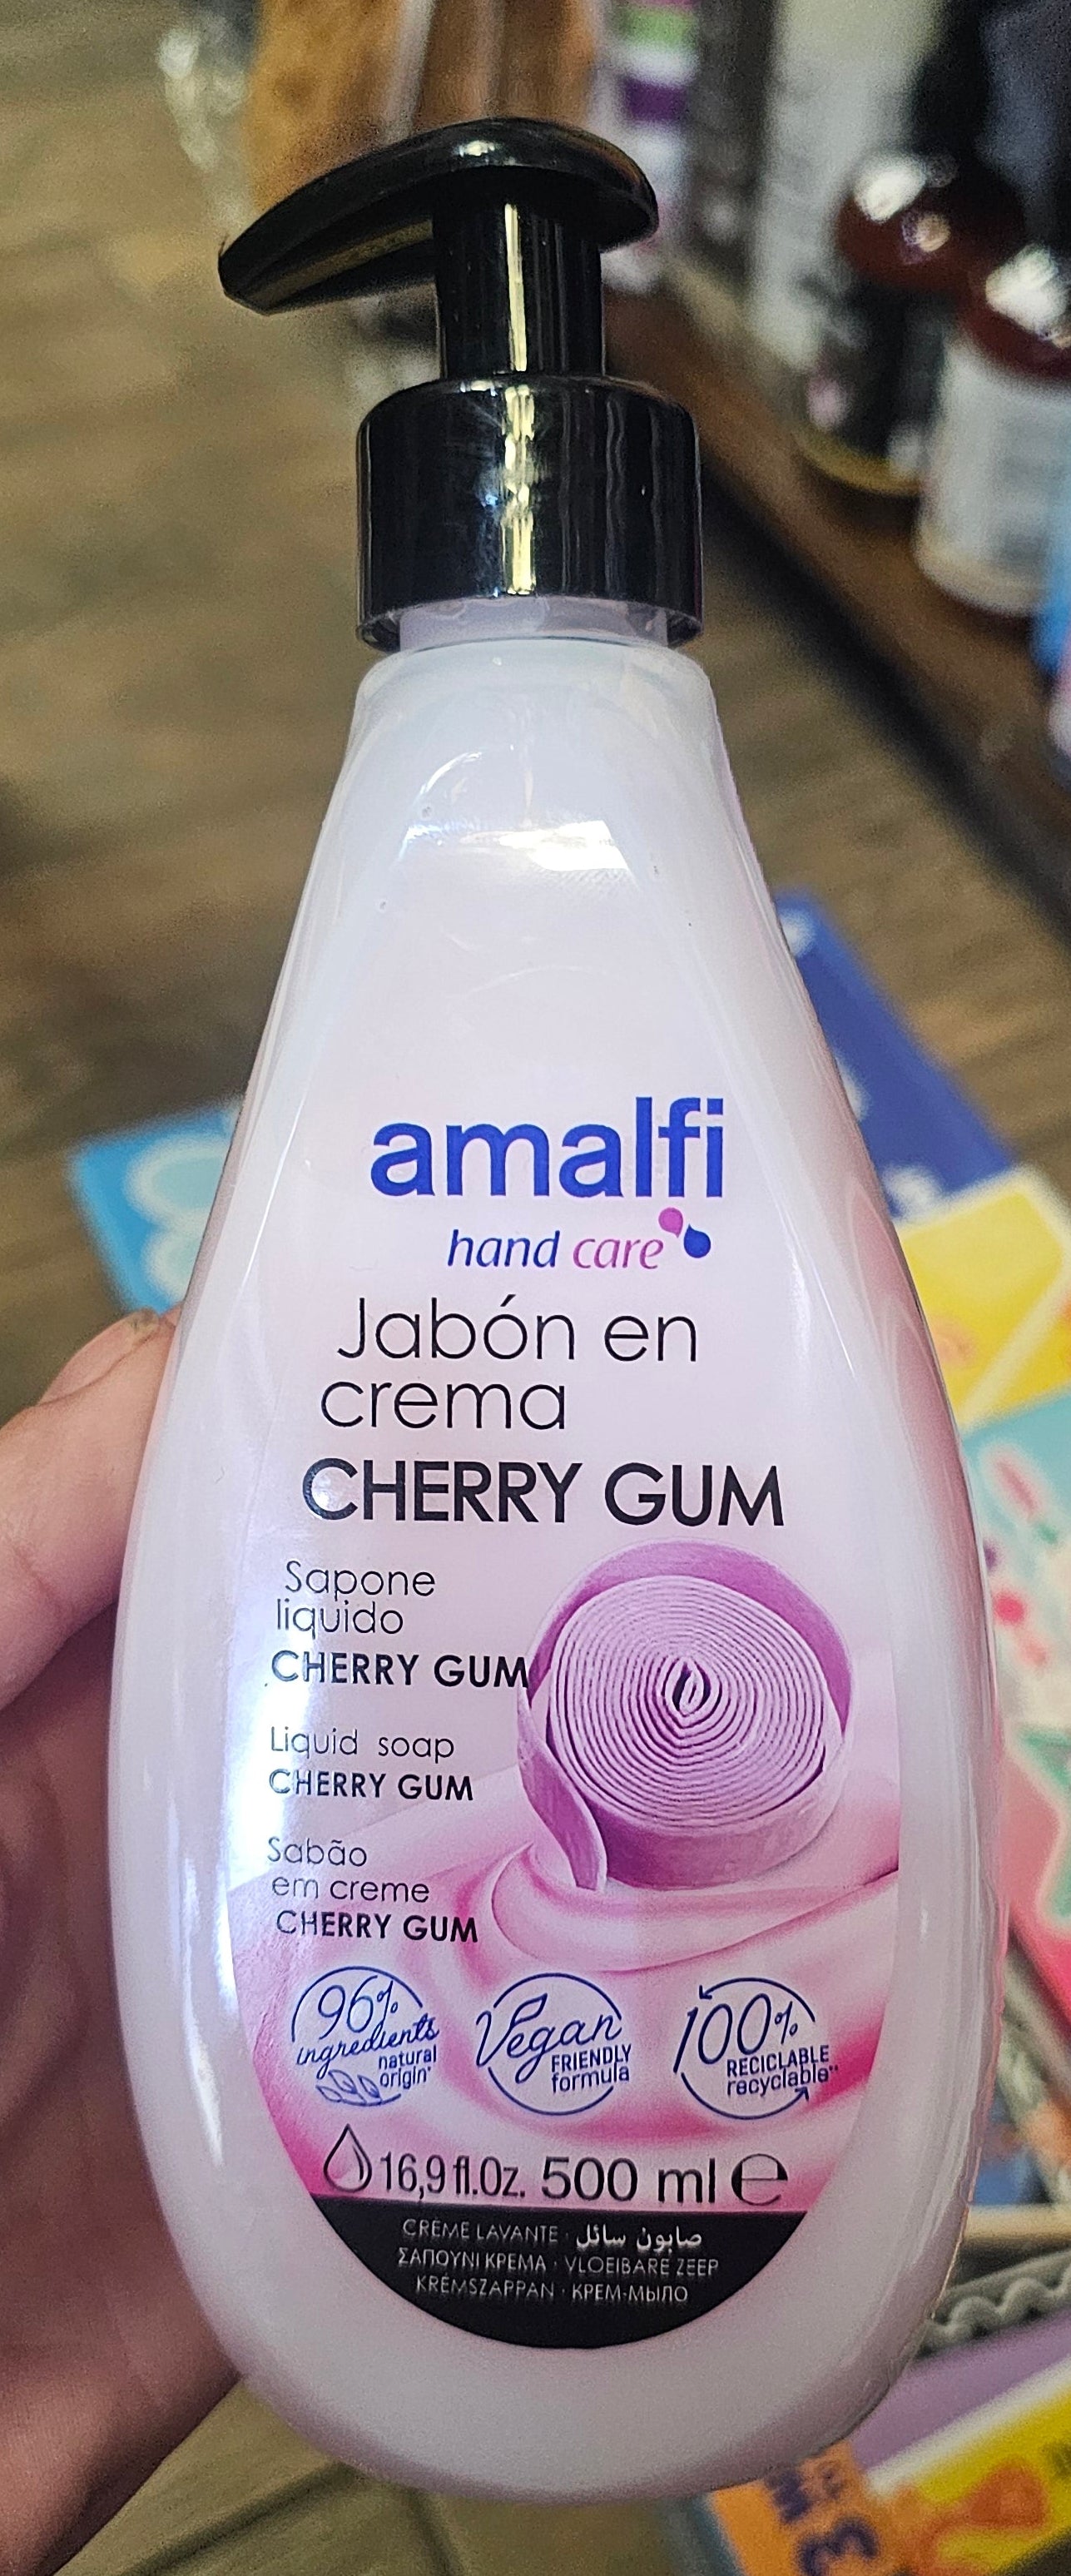 amalfi
hand care
Jabón en
crema
CHERRY GUM
Sapone
liquido
CHERRY GUM
Liquid soap
CHERRY GUM
Sabão
em creme
CHERRY GUM
96%
ingredients
natural
origin*
Vegan
FRIENDLY
formula
100%
RECICLABLE
recyclable**
16,9 fl.Oz. 500 ml ℮
CRÈME LAVANTE · صابون سائل
ΣΑΠΟΥΝΙ ΚΡΕΜΑ · VLOEIBARE ZEEP
KRÉMSZAPPAN · КРЕМ-МЫЛО